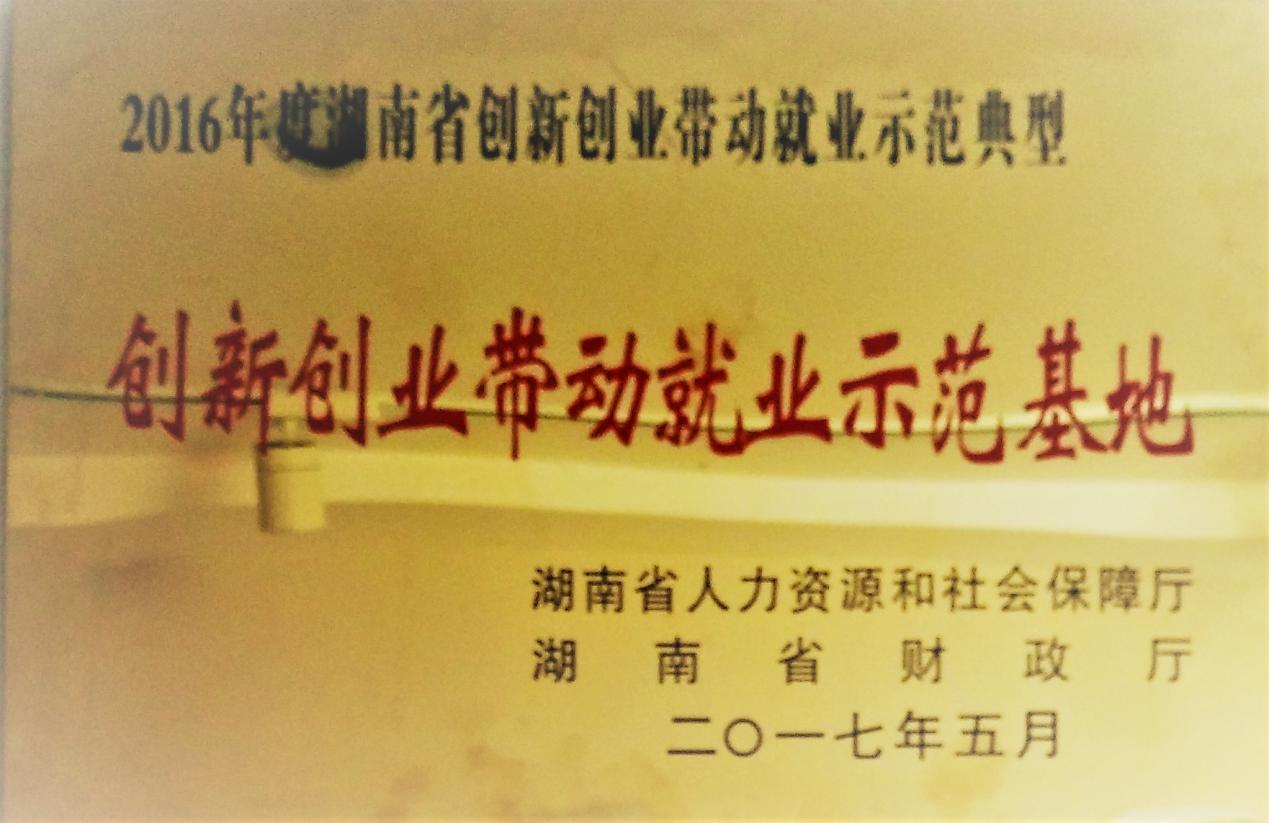 2016年度湖南省创新创业带动就业示范典型
创新创业带动就业示范基地
湖南省人力资源和社会保障厅
湖南省财政厅
二〇一七年五月